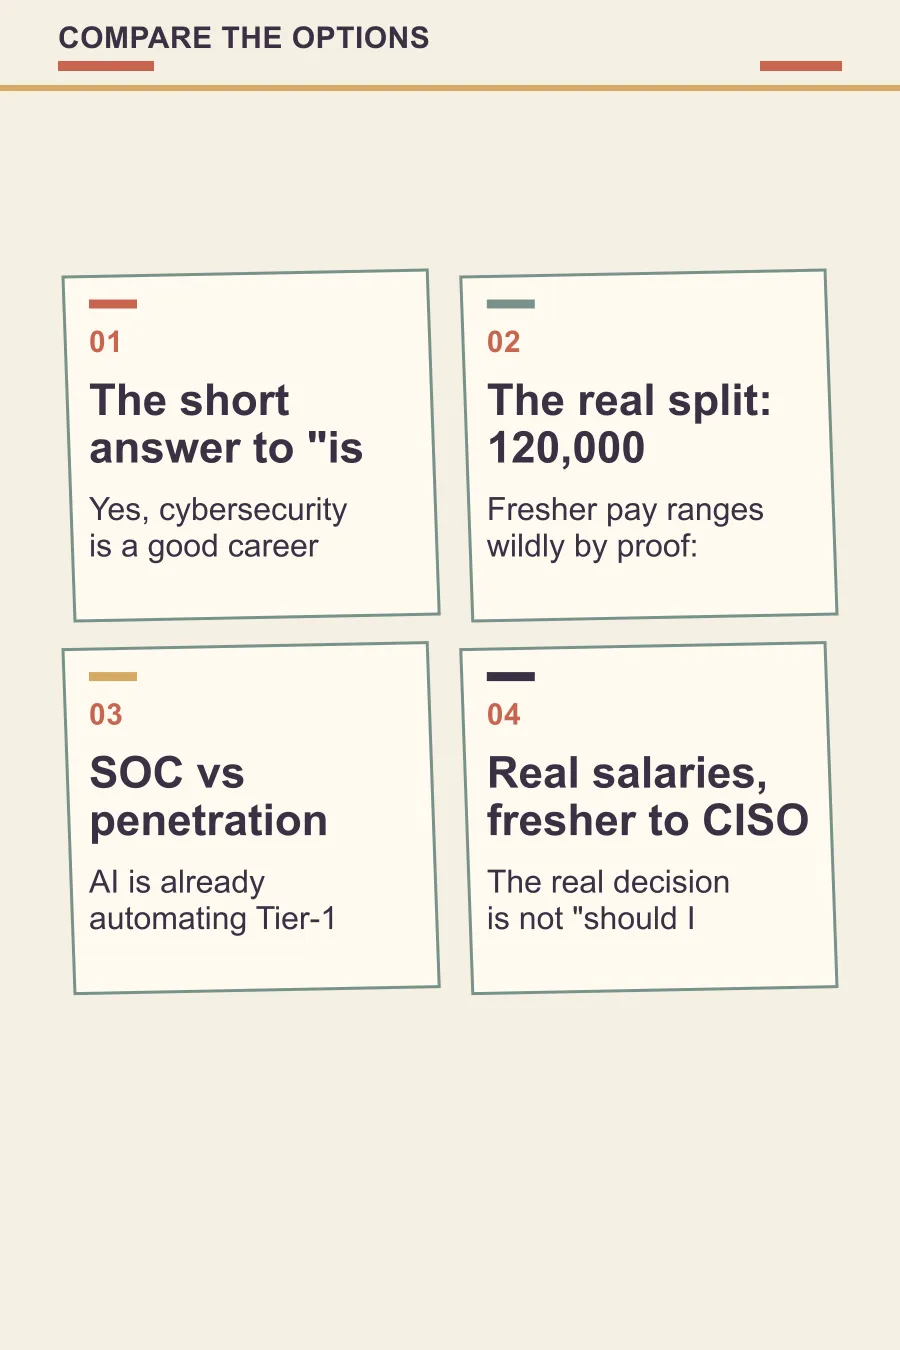 COMPARE THE OPTIONS
01
The short
answer to "is
Yes, cybersecurity
is a good career
02
The real split:
120,000
Fresher pay ranges
wildly by proof:
03
SOC vs
penetration
AI is already
automating Tier-1
04
Real salaries,
fresher to CISO
The real decision
is not "should I